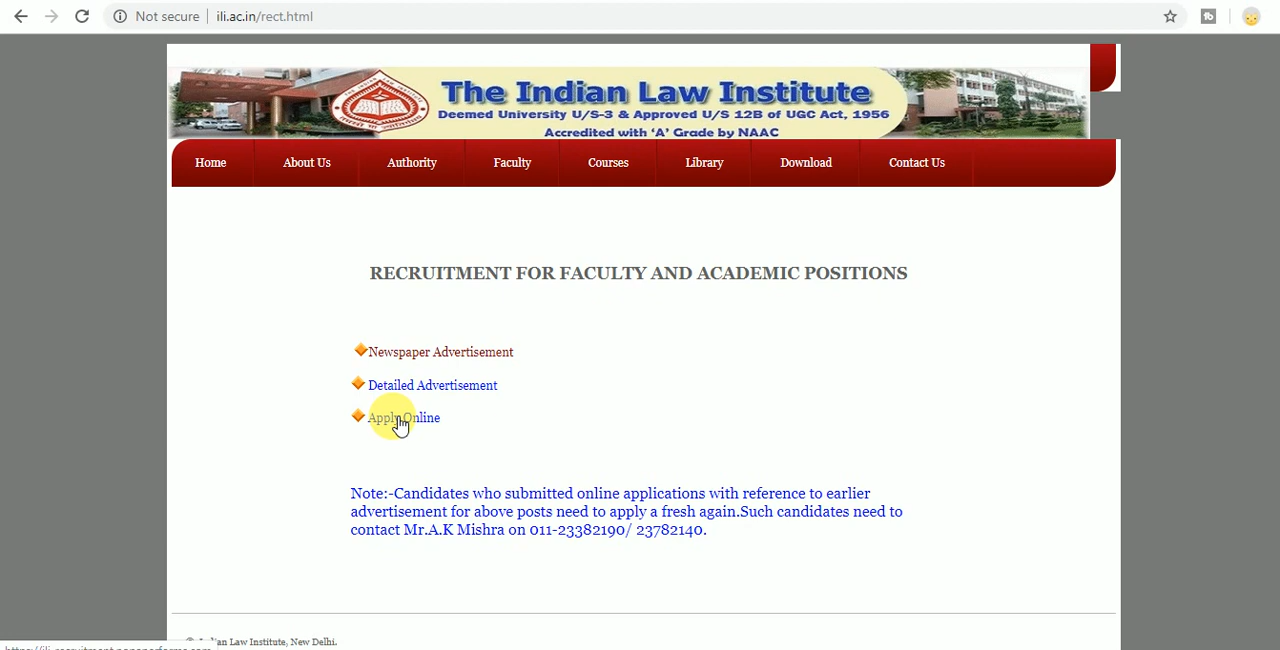 Not secure
ili.ac.in/rect.html
The Indian Law Institute
Deemed University U/S-3 & Approved U/S 12B of UGC Act, 1956
Accredited with ‘A’ Grade by NAAC
Home About Us Authority Faculty Courses Library Download Contact Us
RECRUITMENT FOR FACULTY AND ACADEMIC POSITIONS
Newspaper Advertisement
Detailed Advertisement
Apply Online
Note:-Candidates who submitted online applications with reference to earlier
advertisement for above posts need to apply a fresh again.Such candidates need to
contact Mr.A.K Mishra on 011-23382190/ 23782140.
Law Institute, New Delhi.